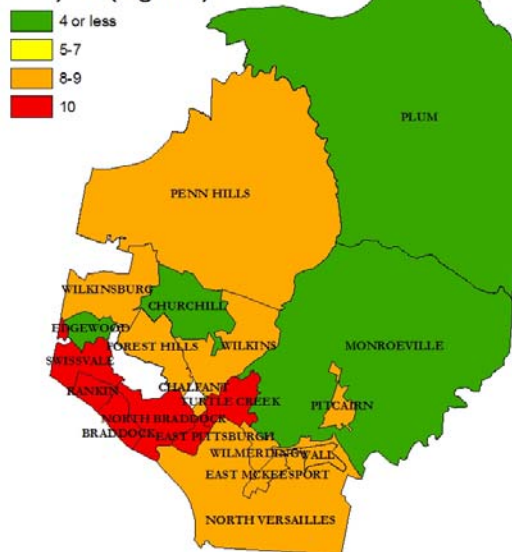 4 or less
5-7
8-9
10
PLUM
PENN HILLS
WILKINSBURG
CHURCHILL
EDGEWOOD
FOREST HILLS
WILKINS
MONROEVILLE
SWISSVALE
RANKIN
CHALFANT
TURTLE CREEK
PITCAIRN
NORTH BRADDOCK
BRADDOCK
EAST PITTSBURGH
WILMERDING
WALL
EAST MCKEESPORT
NORTH VERSAILLES